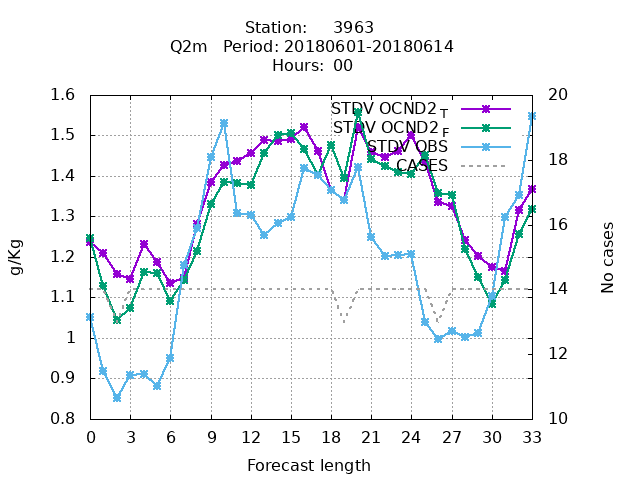 Station: 3963
Q2m Period: 20180601-20180614
Hours: 00
1.6
1.5
1.4
1.3
1.2
1.1
1
0.9
0.8
g/Kg
20
18
16
14
12
10
No cases
STDV OCND2 T
STDV OCND2 F
STDV OBS
CASES
0 3 6 9 12 15 18 21 24 27 30 33
Forecast length